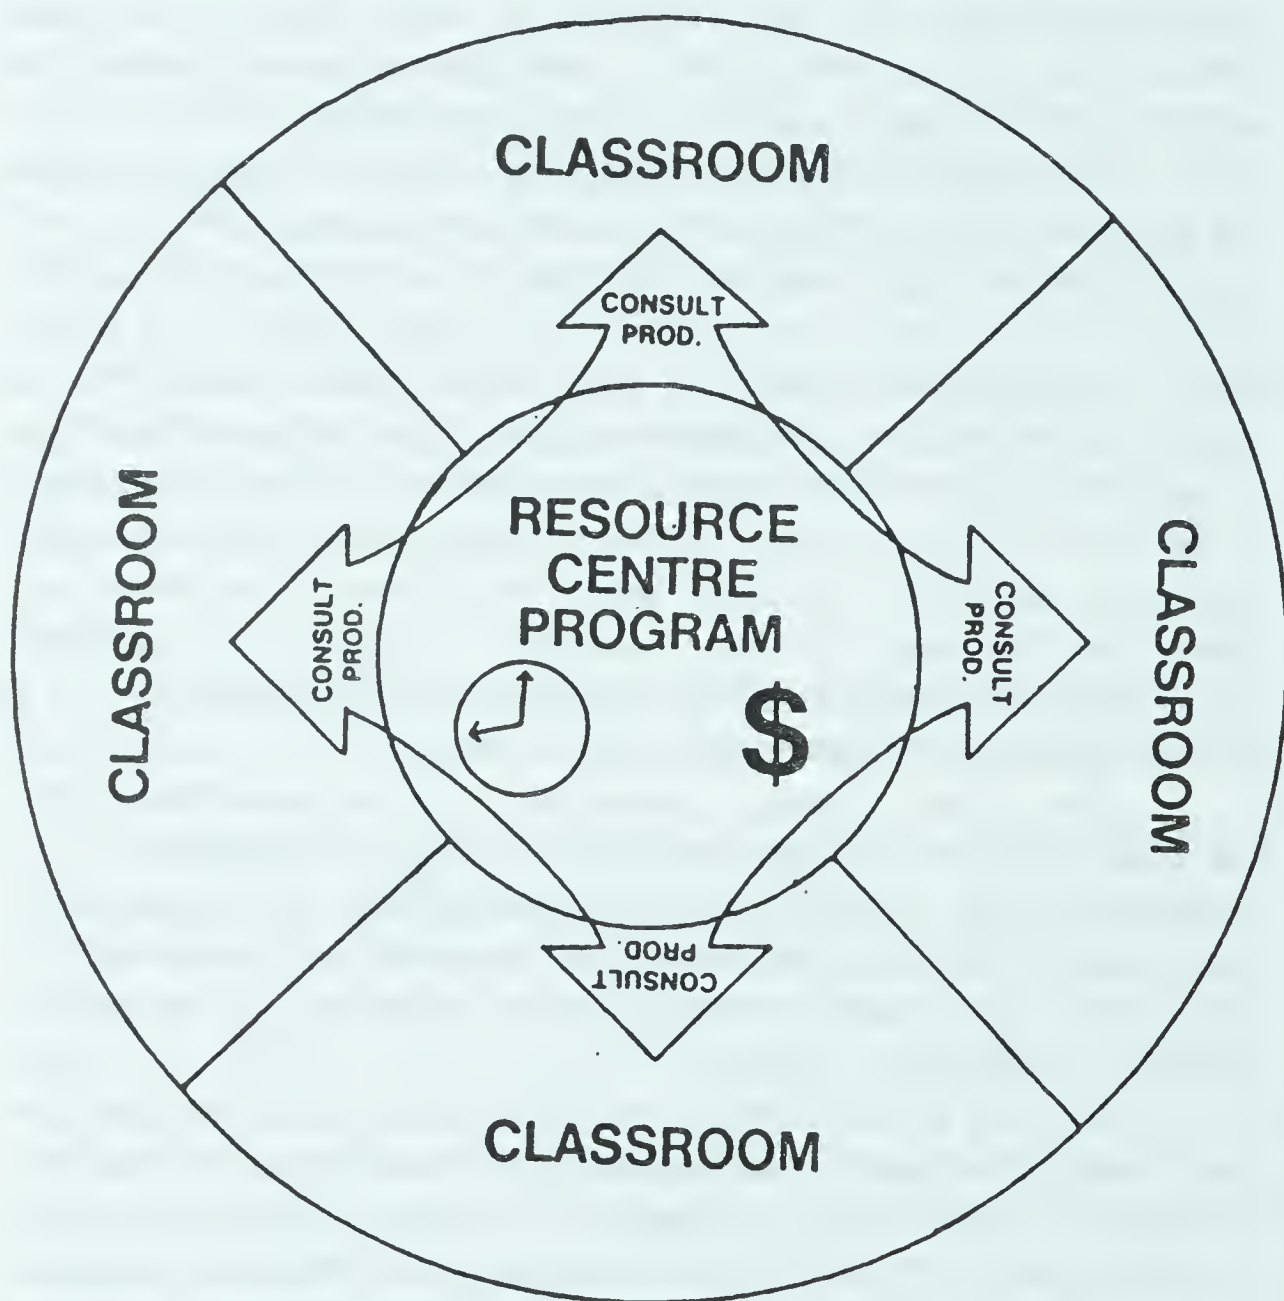 CLASSROOM
CONSULT
PROD.
CLASSROOM
CONSULT
PROD.
RESOURCE
CENTRE
PROGRAM
$
CONSULT
PROD.
CLASSROOM
CONSULT
PROD.
CLASSROOM